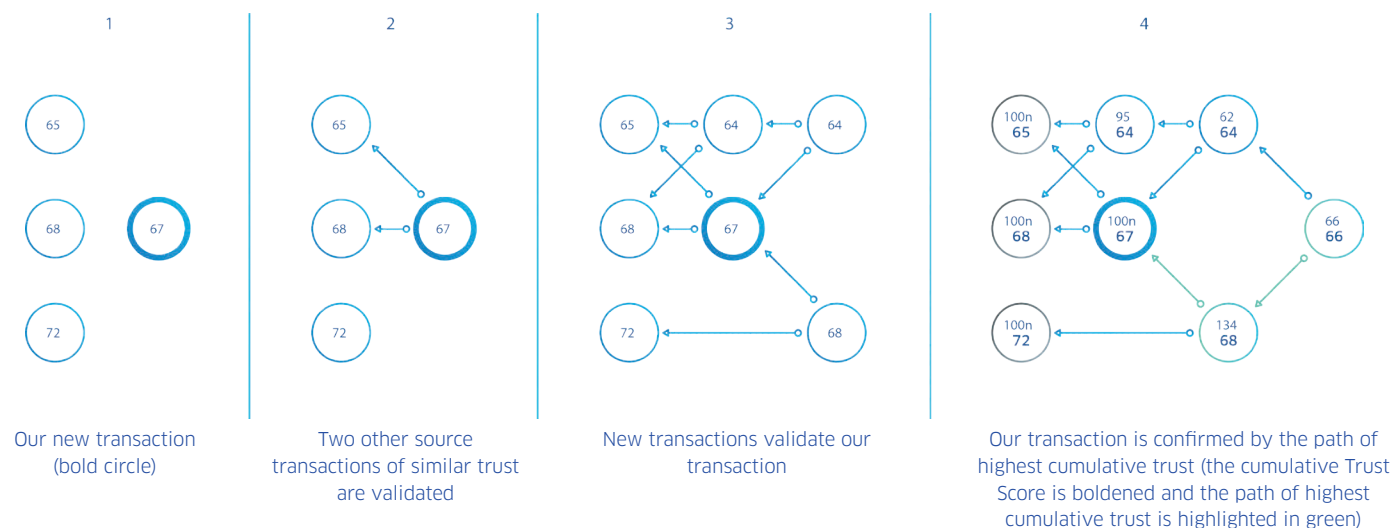 1
2
3
4
65
68
67
72
65
68
67
72
65
64
64
68
67
72
68
100n
65
95
64
62
64
100n
68
100n
67
66
66
100n
72
134
68
Our new transaction
(bold circle)
Two other source
transactions of similar trust
are validated
New transactions validate our
transaction
Our transaction is confirmed by the path of
highest cumulative trust (the cumulative Trust
Score is boldened and the path of highest
cumulative trust is highlighted in green)